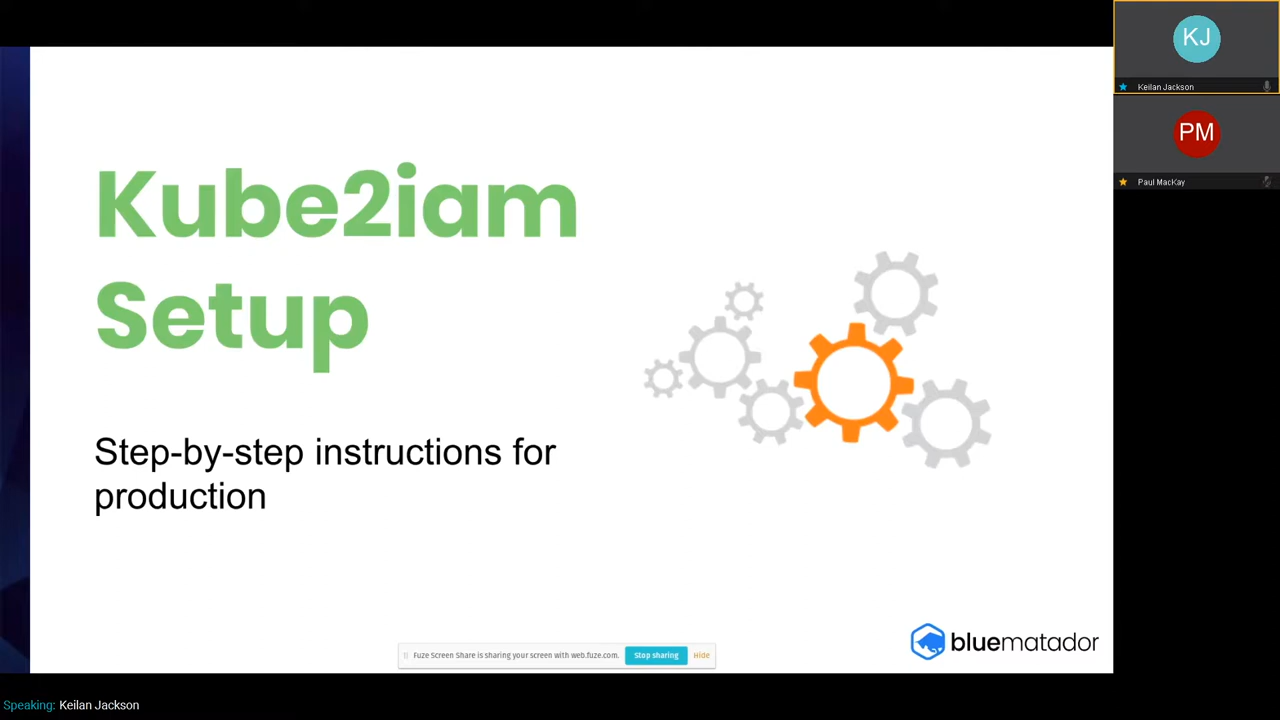 Kube2iam
Setup
Step-by-step instructions for
production
bluematador
Fuze Screen Share is sharing your screen with web.fuze.com.
Stop sharing
Hide
KJ
Keilan Jackson
PM
Paul MacKay
Speaking: Keilan Jackson